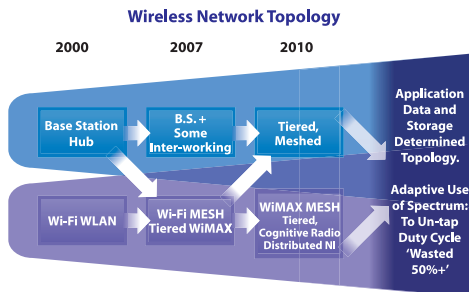 Wireless Network Topology
2000
2007
2010
Base Station
Hub
B.S. +
Some
Inter-working
Tiered,
Meshed
Application
Data and
Storage
Determined
Topology.
Wi-Fi WLAN
Wi-Fi MESH
Tiered WiMAX
WiMAX MESH
Tiered,
Cognitive Radio
Distributed NI
Adaptive Use
of Spectrum:
To Un-tap
Duty Cycle
‘Wasted
50%+’